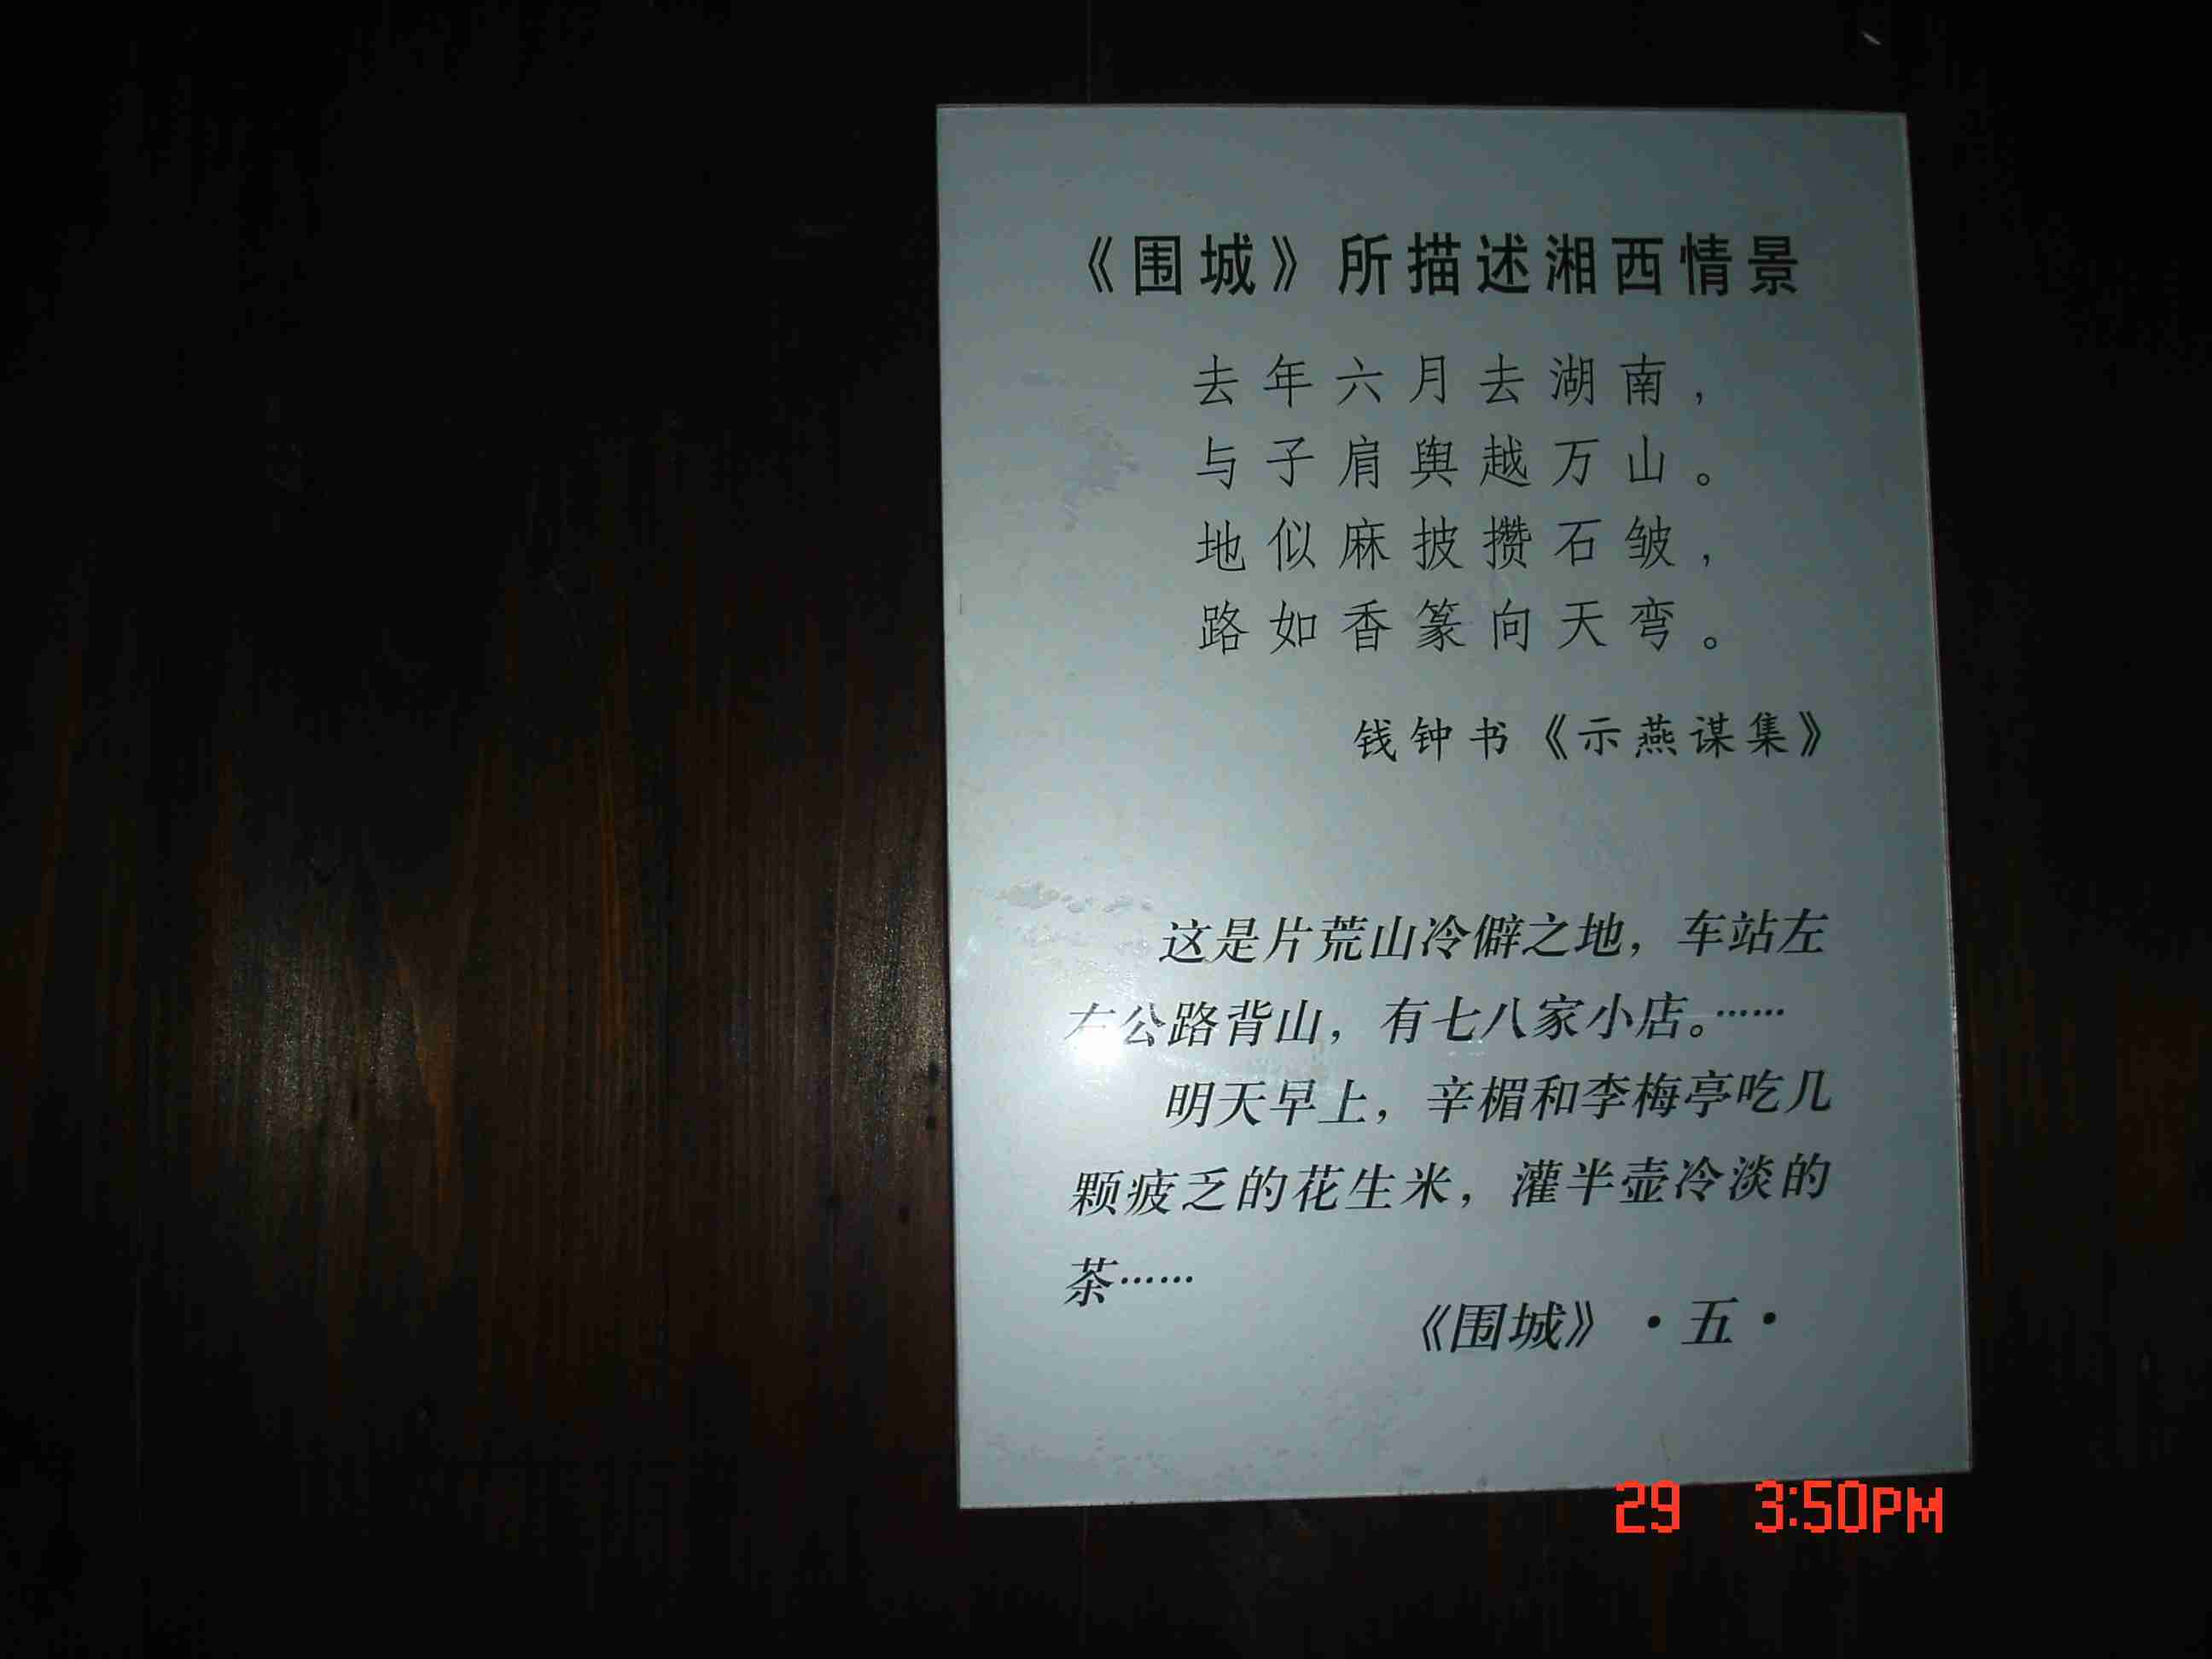 《围城》所描述湘西情景
去年六月去湖南，
与子肩舆越万山。
地似麻披攒石皱，
路如香篆向天弯。
钱钟书《示燕谋集》
这是片荒山冷僻之地，车站左
右公路背山，有七八家小店。……
明天早上，辛楣和李梅亭吃几
颗疲乏的花生米，灌半壶冷淡的
茶……
《围城》·五·
29 3:50PM